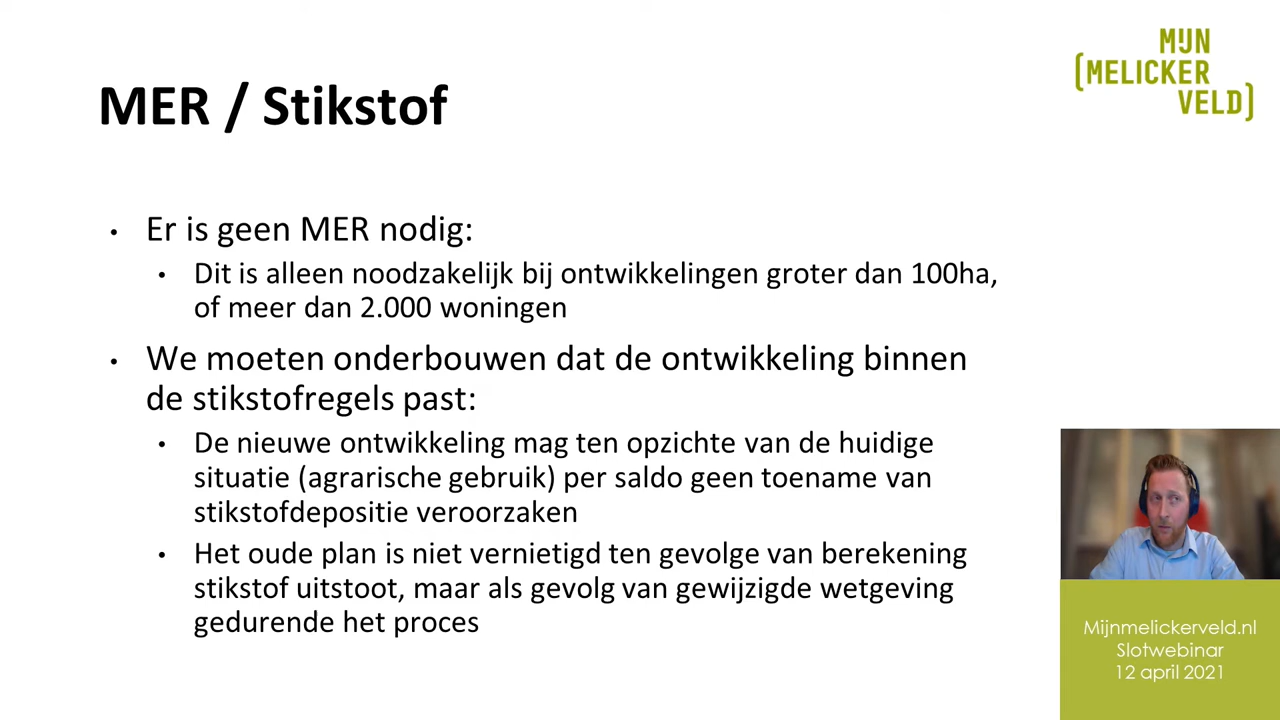 MIJN
(MELICKER
VELD)
MER / Stikstof
• Er is geen MER nodig:
• Dit is alleen noodzakelijk bij ontwikkelingen groter dan 100ha,
of meer dan 2.000 woningen
• We moeten onderbouwen dat de ontwikkeling binnen
de stikstofregels past:
• De nieuwe ontwikkeling mag ten opzichte van de huidige
situatie (agrarische gebruik) per saldo geen toename van
stikstofdepositie veroorzaken
• Het oude plan is niet vernietigd ten gevolge van berekening
stikstof uitstoot, maar als gevolg van gewijzigde wetgeving
gedurende het proces
Mijnmelickerveld.nl
Slotwebinar
12 april 2021